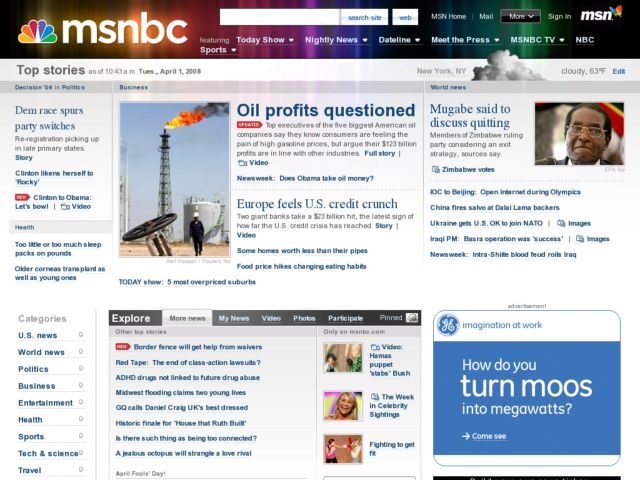 msnbc
search site
web
MSN Home | Mail
More
Sign In
msn
featuring Today Show Nightly News Dateline Meet the Press MSNBC TV NBC
Sports
Top stories as of 10:43 a.m. Tues., April 1, 2008
New York, NY
cloudy, 63°F
Edit
Decision '08 in Politics
Dem race spurs
party switches
Re-registration picking up
in late primary states.
Story
Clinton likens herself to
'Rocky'
NEW Clinton to Obama:
Let's bowl! | Video
Health
Too little or too much sleep
packs on pounds
Older corneas transplant as
well as young ones
Business
Oil profits questioned
UPDATED Top executives of the five biggest American oil
companies say they know consumers are feeling the
pain of high gasoline prices, but argue their $123 billion
profits are in line with other industries. Full story |
Video
Newsweek: Does Obama take oil money?
Europe feels U.S. credit crunch
Two giant banks take a $23 billion hit, the latest sign of
how far the U.S. credit crisis has reached Story |
Video
Some homes worth less than their pipes
Food price hikes changing eating habits
Reuters file
TODAY show: 5 most overpriced suburbs
World news
Mugabe said to
discuss quitting
Members of Zimbabwe ruling
party considering an exit
strategy, sources say.
Zimbabwe votes
EPA file
IOC to Beijing: Open Internet during Olympics
China fires salvo at Dalai Lama backers
Ukraine gets U.S. OK to join NATO | Images
Iraqi PM: Basra operation was 'success' | Images
Newsweek: Intra-Shiite blood feud roils Iraq
Categories
U.S. news
World news
Politics
Business
Entertainment
Health
Sports
Tech & science
Travel
Explore
More news
My News
Video
Photos
Participate
Pinned
Other top stories
NEW Border fence will get help from waivers
Red Tape: The end of class-action lawsuits?
ADHD drugs not linked to future drug abuse
Midwest flooding claims two young lives
GQ calls Daniel Craig UK's best dressed
Historic finale for 'House that Ruth Built'
Is there such thing as being too connected?
A jealous octopus will strangle love rival
April Fools' Day!
Only on msnbc.com
Video:
Hamas
puppet
'stabs' Bush
The Week
in Celebrity
Sightings
Fighting to get
fit
advertisement
imagination at work
How do you
turn moos
into megawatts?
Come see